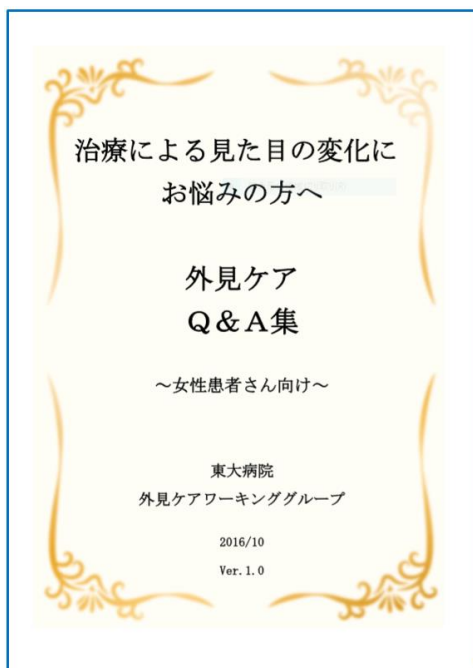 治療による見た目の変化に
お悩みの方へ
外見ケア
Q＆A集
～女性患者さん向け～
東大病院
外見ケアワーキンググループ
2016/10
Ver.1.0